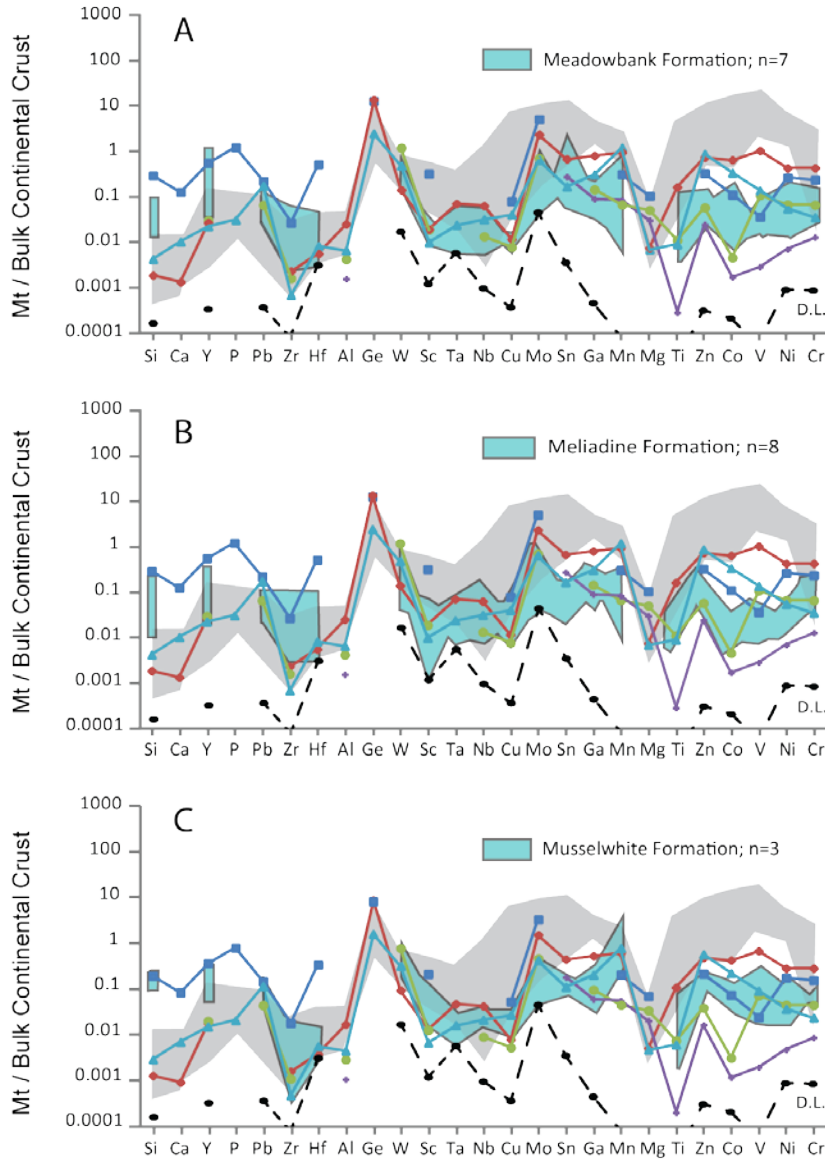 A
Meadowbank Formation; n=7
Mt / Bulk Continental Crust
1000
100
10
1
0.1
0.01
0.001
0.0001
D.L.
Si Ca Y P Pb Zr Hf Al Ge W Sc Ta Nb Cu Mo Sn Ga Mn Mg Ti Zn Co V Ni Cr
B
Meliadine Formation; n=8
Mt / Bulk Continental Crust
1000
100
10
1
0.1
0.01
0.001
0.0001
D.L.
Si Ca Y P Pb Zr Hf Al Ge W Sc Ta Nb Cu Mo Sn Ga Mn Mg Ti Zn Co V Ni Cr
C
Musselwhite Formation; n=3
Mt / Bulk Continental Crust
1000
100
10
1
0.1
0.01
0.001
0.0001
D.L.
Si Ca Y P Pb Zr Hf Al Ge W Sc Ta Nb Cu Mo Sn Ga Mn Mg Ti Zn Co V Ni Cr